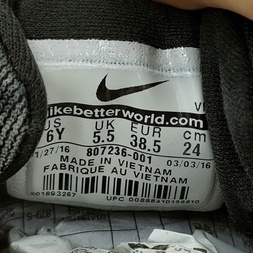 ikebetterworld.com
US UK EUR cm
6Y 5.5 38.5 24
1/27/16 03/03/16
807236-001
MADE IN VIETNAM
FABRIQUE AU VIETNAM
UPC